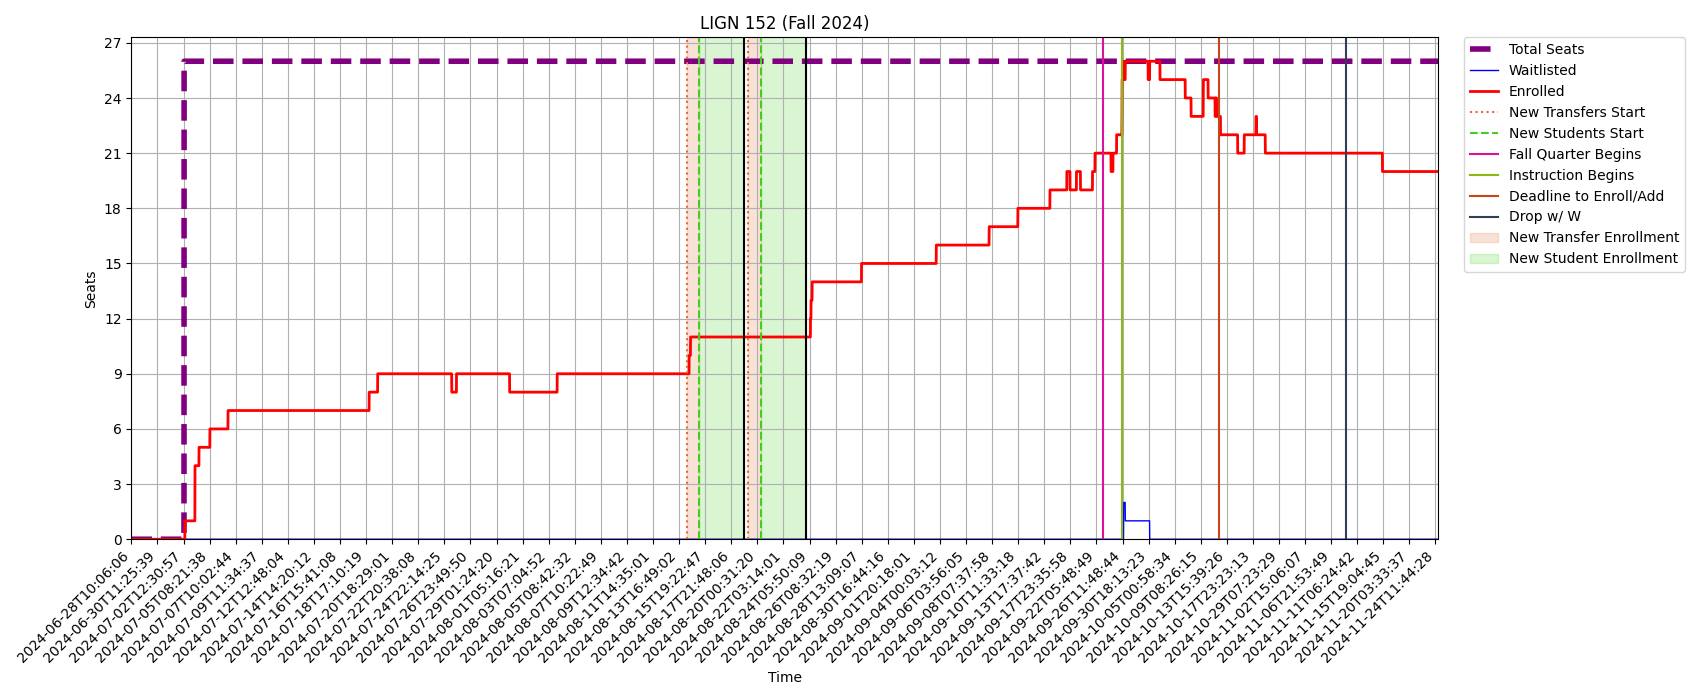 LIGN 152 (Fall 2024)
27
24
21
18
15
12
9
6
3
0
Seats
2024-06-28T10:06:06
2024-06-30T11:25:39
2024-07-02T12:30:57
2024-07-05T08:21:38
2024-07-07T10:02:44
2024-07-09T11:34:37
2024-07-12T12:48:04
2024-07-14T14:20:12
2024-07-16T15:41:08
2024-07-18T17:10:19
2024-07-20T18:29:01
2024-07-22T20:38:08
2024-07-24T22:14:25
2024-07-26T23:49:50
2024-07-29T01:24:20
2024-08-01T05:16:21
2024-08-03T07:04:52
2024-08-05T08:42:32
2024-08-07T10:22:49
2024-08-09T12:34:42
2024-08-11T14:35:01
2024-08-13T16:49:02
2024-08-15T19:22:47
2024-08-17T21:48:06
2024-08-20T00:31:20
2024-08-22T03:14:01
2024-08-24T05:50:09
2024-08-26T08:32:19
2024-08-28T13:09:07
2024-08-30T16:44:16
2024-09-01T20:18:01
2024-09-04T00:03:12
2024-09-06T03:56:05
2024-09-08T07:37:58
2024-09-10T11:33:18
2024-09-13T17:37:42
2024-09-17T23:35:58
2024-09-22T05:48:49
2024-09-26T11:48:44
2024-09-30T18:13:23
2024-10-05T00:58:34
2024-10-09T08:26:15
2024-10-13T15:39:26
2024-10-17T23:23:13
2024-10-29T07:23:29
2024-11-02T15:06:07
2024-11-06T21:53:49
2024-11-11T06:24:42
2024-11-15T19:04:45
2024-11-20T03:33:37
2024-11-24T11:44:28
Time
Total Seats
Waitlisted
Enrolled
New Transfers Start
New Students Start
Fall Quarter Begins
Instruction Begins
Deadline to Enroll/Add
Drop w/ W
New Transfer Enrollment
New Student Enrollment